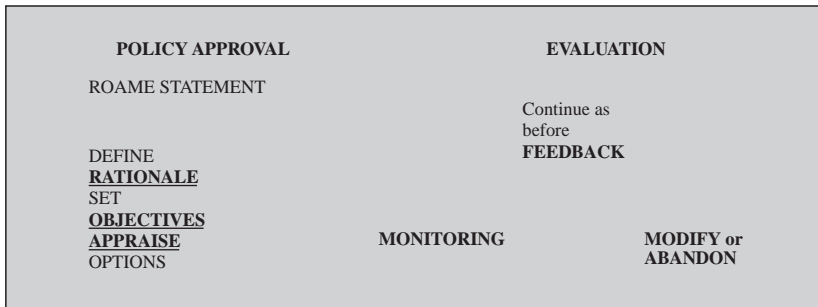 POLICY APPROVAL
ROAME STATEMENT
DEFINE
RATIONALE
SET
OBJECTIVES
APPRAISE
OPTIONS
MONITORING
EVALUATION
Continue as
before
FEEDBACK
MODIFY or
ABANDON